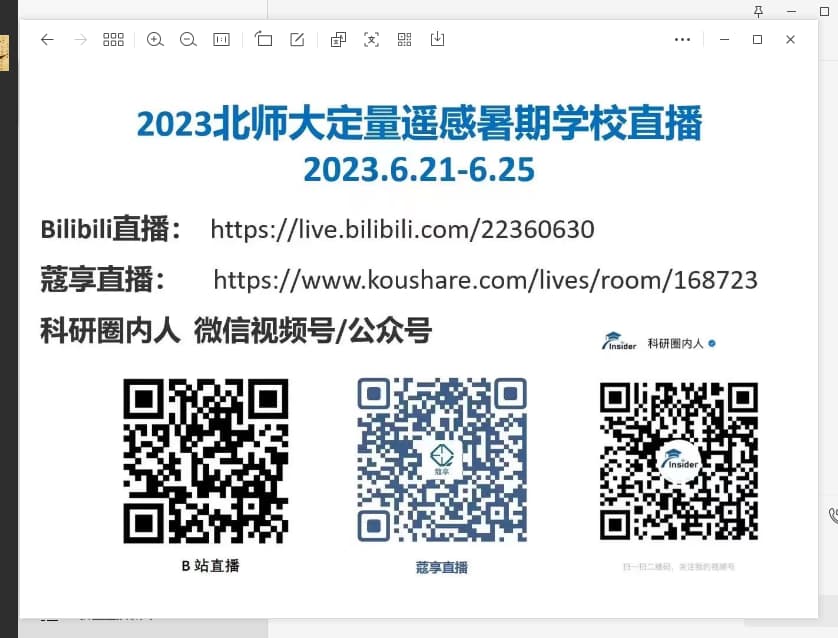 2023北师大定量遥感暑期学校直播
2023.6.21-6.25
Bilibili直播： https://live.bilibili.com/22360630
蔻享直播： https://www.koushare.com/lives/room/168723
科研圈内人 微信视频号/公众号
Insider 科研圈内人
蔻享
Insider
B 站直播
蔻享直播
扫一扫二维码，关注我的视频号